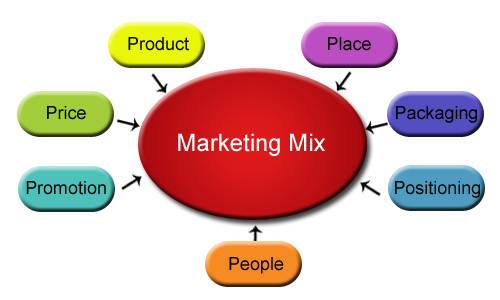 Product
Place
Price
Packaging
Marketing Mix
Promotion
Positioning
People